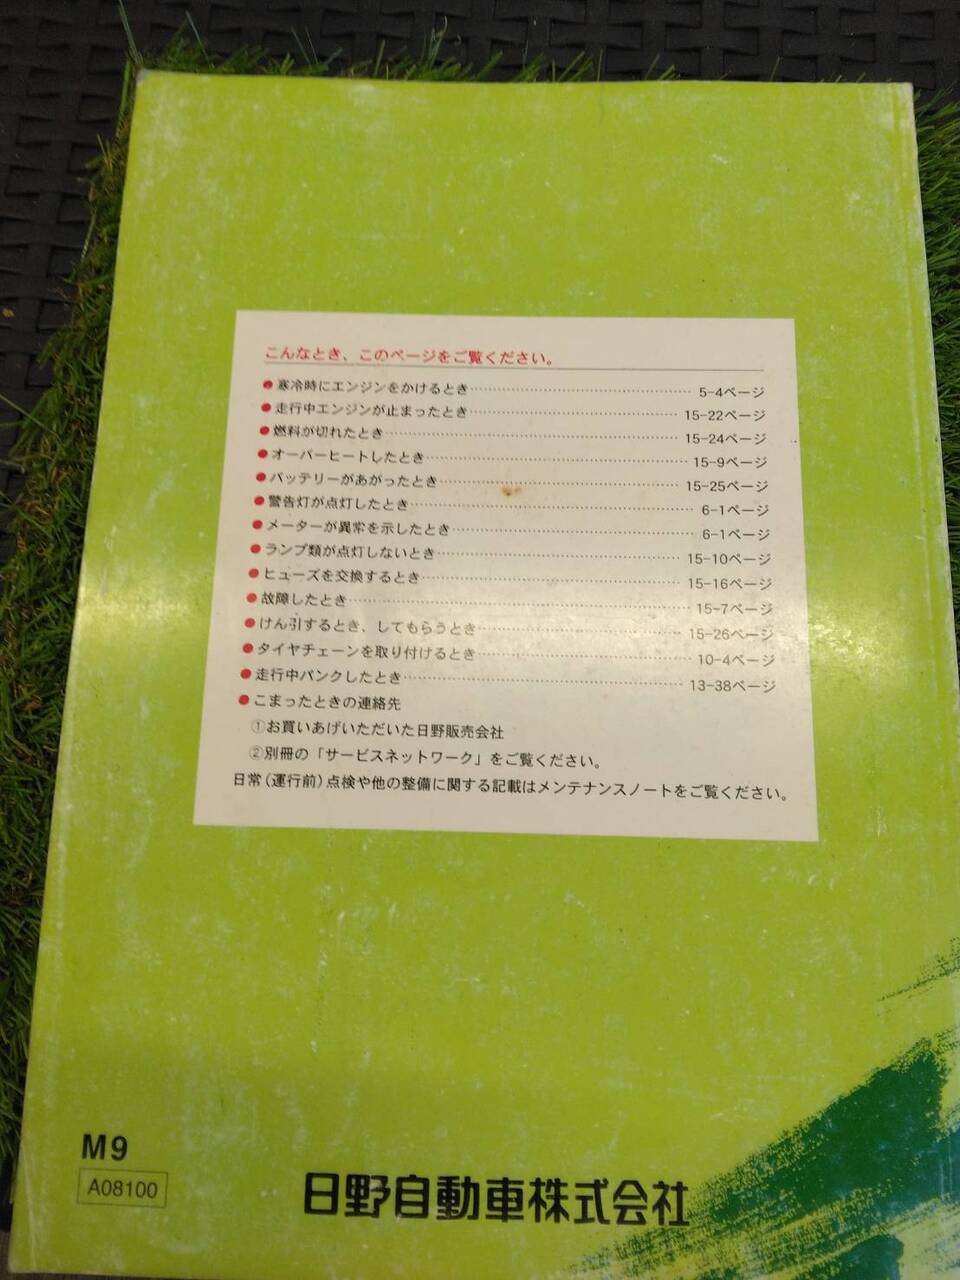 こんなとき、このページをご覧ください。
●寒冷時にエンジンをかけるとき 5-4ページ
●走行中エンジンが止まったとき 15-22ページ
●燃料が切れたとき 15-24ページ
●オーバーヒートしたとき 15-9ページ
●バッテリーがあがったとき 15-25ページ
●警告灯が点灯したとき 6-1ページ
●メーターが異常を示したとき 6-1ページ
●ランプ類が点灯しないとき 15-10ページ
●ヒューズを交換するとき 15-16ページ
●故障したとき 15-7ページ
●けん引するとき、してもらうとき 15-26ページ
●タイヤチェーンを取り付けるとき 10-4ページ
●走行中パンクしたとき 13-38ページ
●こまったときの連絡先
①お買いあげいただいた日野販売会社
②別冊の「サービスネットワーク」をご覧ください。
日常(運行前)点検や他の整備に関する記載はメンテナンスノートをご覧ください。
M9
A08100
日野自動車株式会社